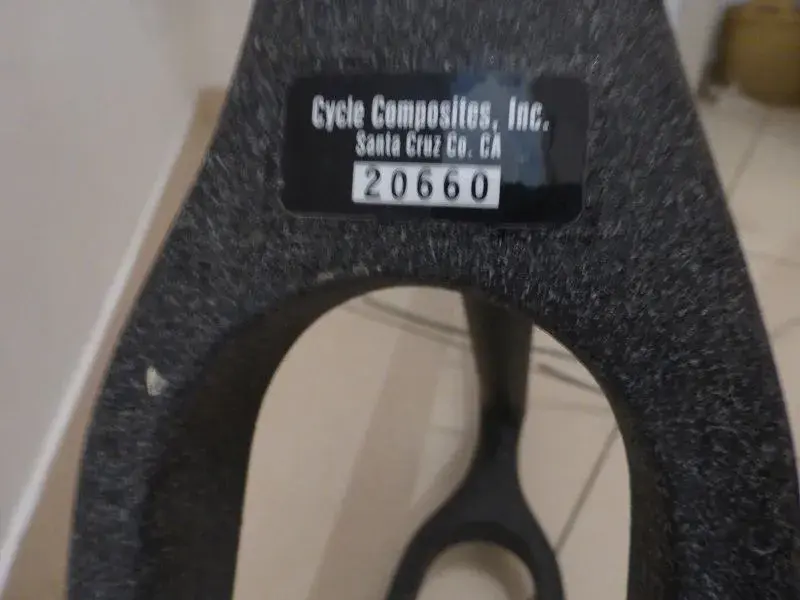 Cycle Composites, Inc.
Santa Cruz Co. CA
20660